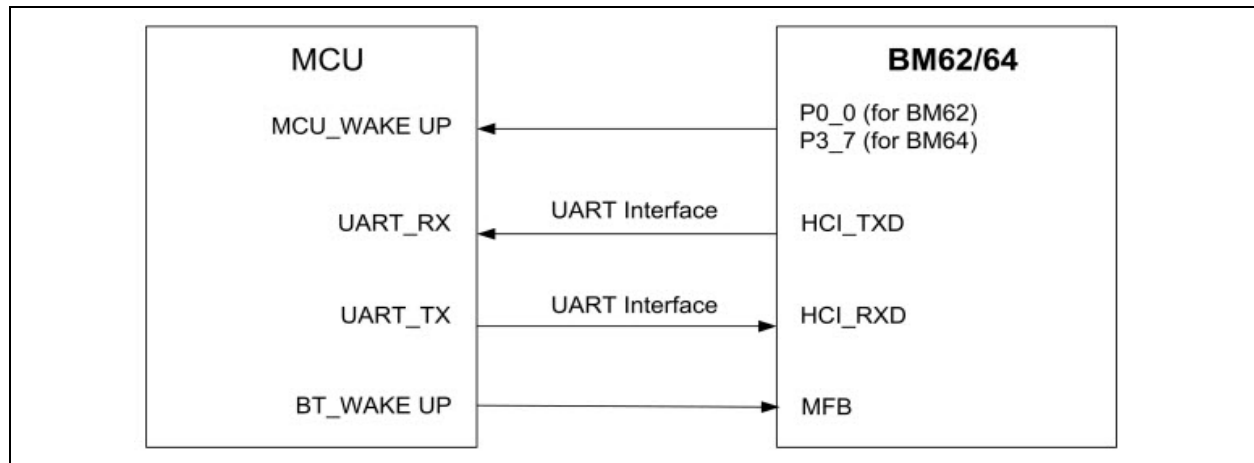 MCU
BM62/64
MCU_WAKE UP
P0_0 (for BM62)
P3_7 (for BM64)
UART_RX
UART Interface
HCI_TXD
UART_TX
UART Interface
HCI_RXD
BT_WAKE UP
MFB